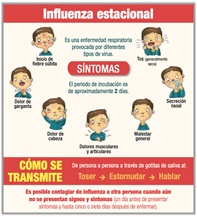 Influenza estacional
Es una enfermedad respiratoria
provocada por diferentes
tipos de virus.
Inicio de
fiebre súbita
Tos (generalmente
seca)
SÍNTOMAS
El periodo de incubación es
de aproximadamente 2 días.
Dolor de
garganta
Secreción
nasal
Dolor
de cabeza
Malestar
general
Dolores musculares
y articulares
CÓMO SE
TRANSMITE
De persona a persona a través de gotitas de saliva al:
Toser → Estornudar → Hablar
Es posible contagiar de influenza a otra persona cuando aún
no se presentan signos y síntomas (un día antes de presentar
síntomas y hasta cinco o siete días después de enfermar).